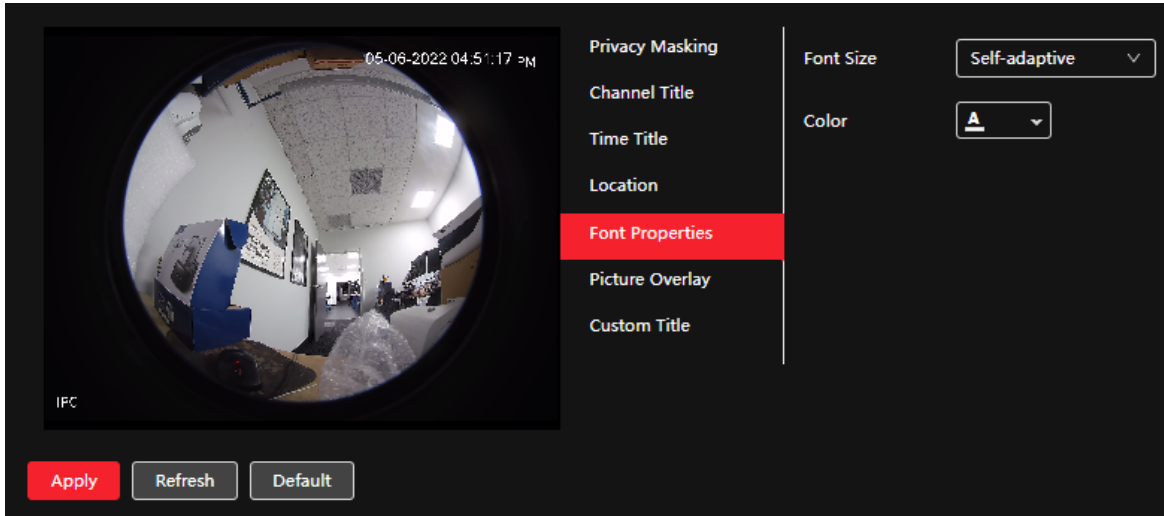 05-06-2022 04:51:17 PM
IPC
Privacy Masking
Channel Title
Time Title
Location
Font Properties
Picture Overlay
Custom Title
Font Size
Self-adaptive
Color
A
Apply
Refresh
Default